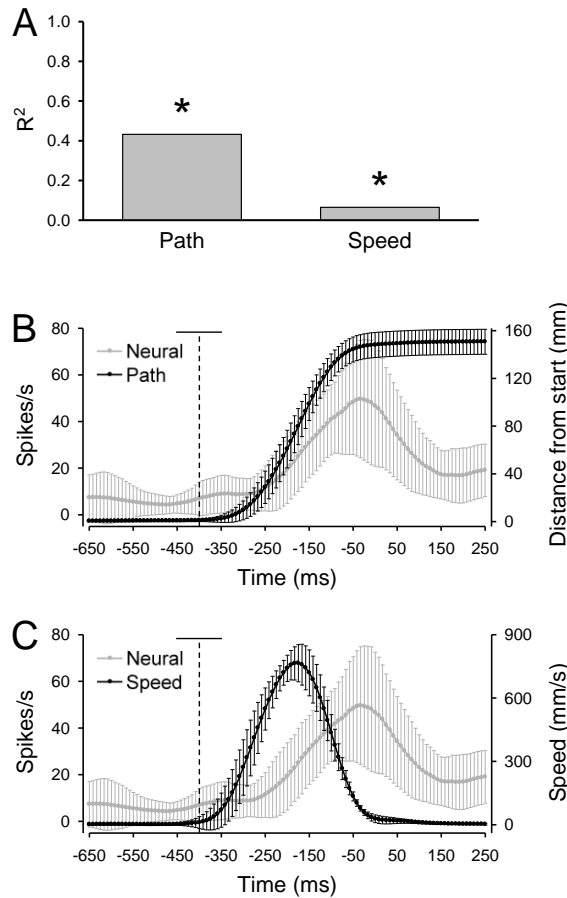 A
1.0
0.8
0.6
0.4
0.2
0.0
R2
*
*
Path
Speed
B
80
60
40
20
0
Spikes/s
Neural
Path
160
120
80
40
0
Distance from start (mm)
-650 -550 -450 -350 -250 -150 -50 50 150 250
Time (ms)
C
80
60
40
20
0
Spikes/s
Neural
Speed
900
600
300
0
Speed (mm/s)
-650 -550 -450 -350 -250 -150 -50 50 150 250
Time (ms)